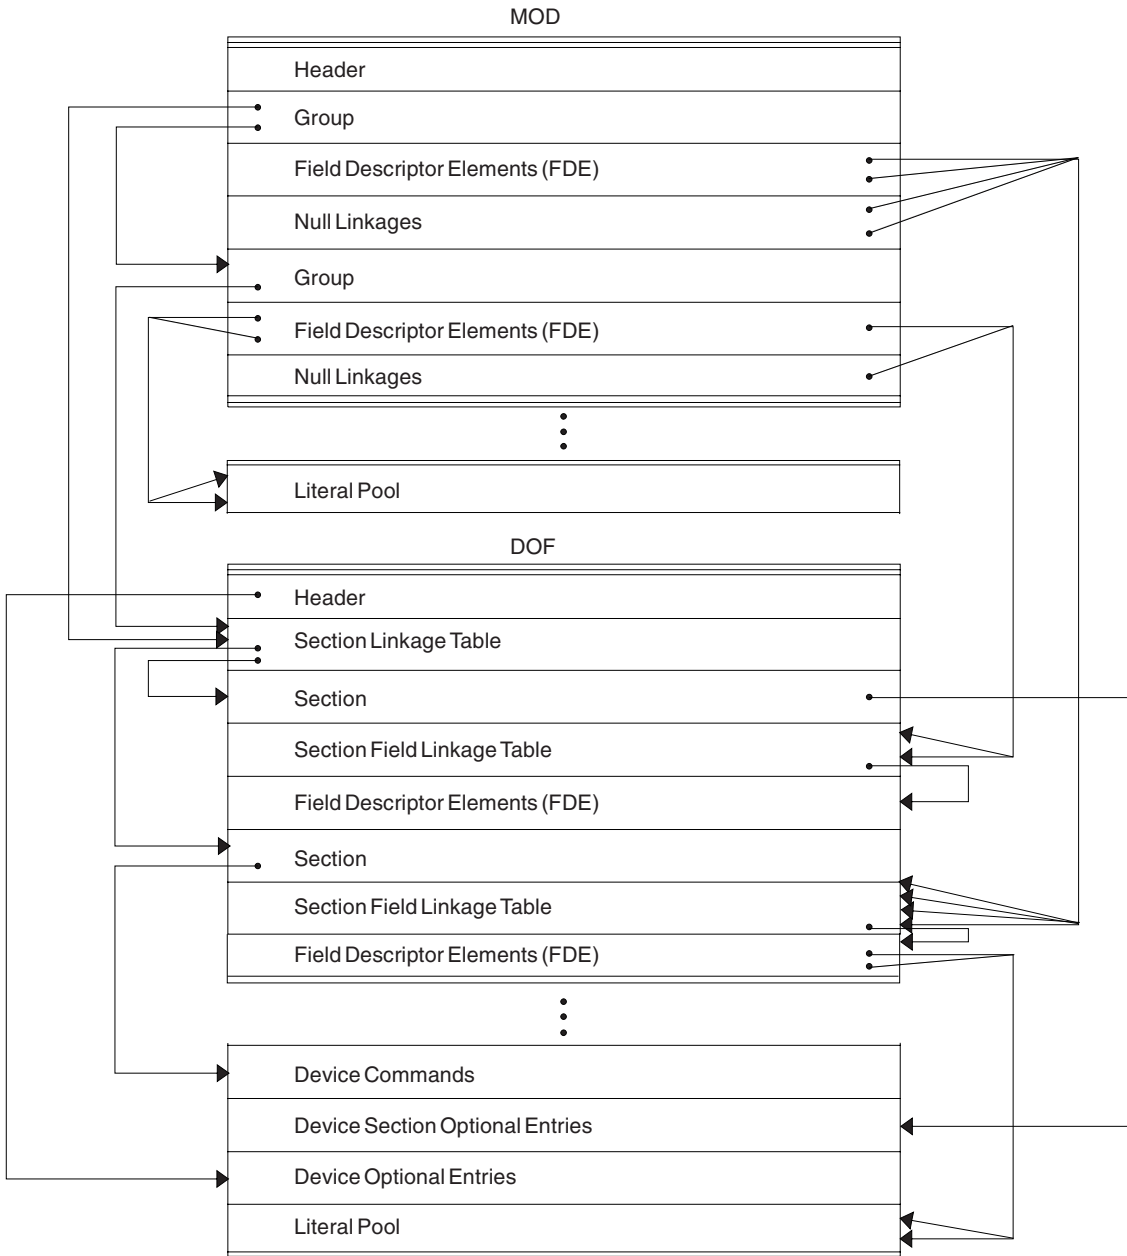 MOD
Header
Group
Field Descriptor Elements (FDE)
Null Linkages
Group
Field Descriptor Elements (FDE)
Null Linkages
Literal Pool
DOF
Header
Section Linkage Table
Section
Section Field Linkage Table
Field Descriptor Elements (FDE)
Section
Section Field Linkage Table
Field Descriptor Elements (FDE)
Device Commands
Device Section Optional Entries
Device Optional Entries
Literal Pool